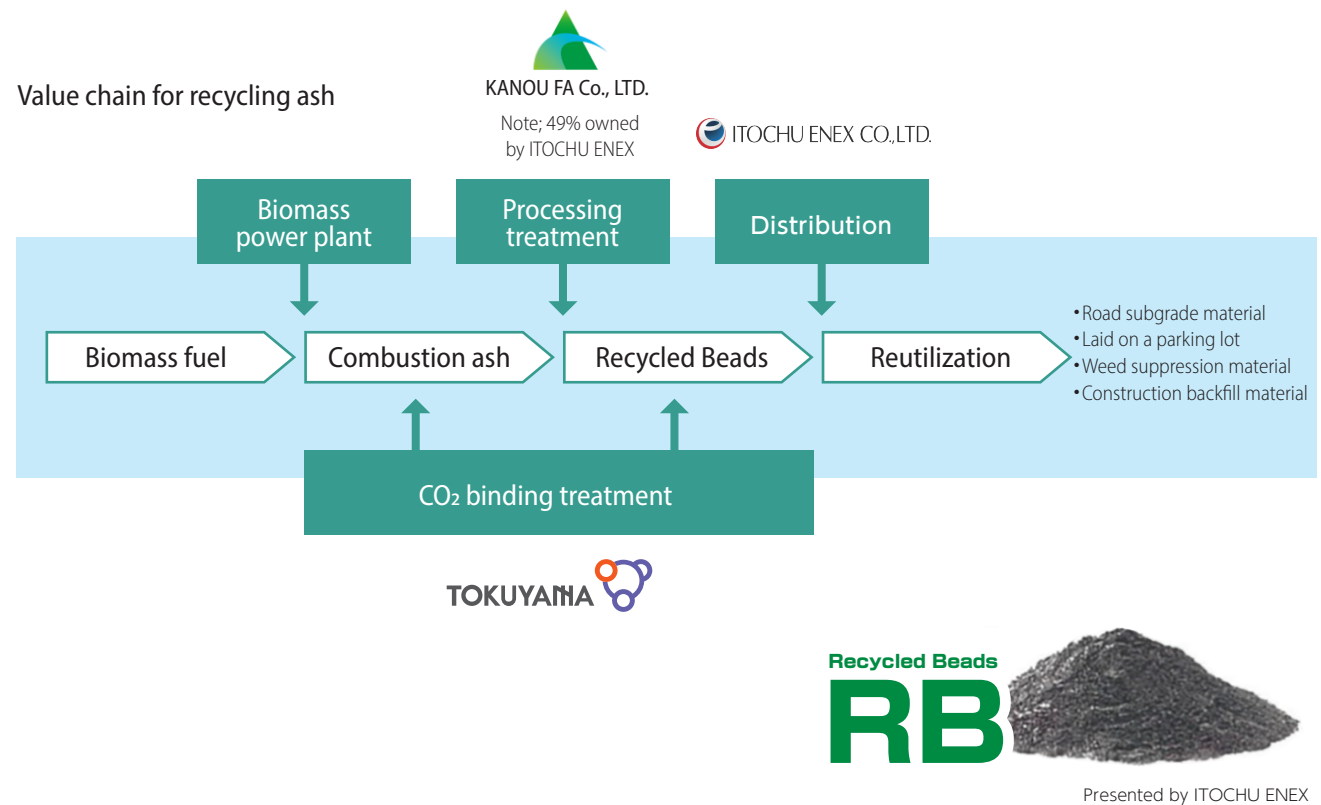 Value chain for recycling ash
KANOU FA Co., LTD.
Note; 49% owned
by ITOCHU ENEX
ITOCHU ENEX CO.,LTD.
Biomass
power plant
Processing
treatment
Distribution
Biomass fuel
Combustion ash
Recycled Beads
Reutilization
•Road subgrade material
•Laid on a parking lot
•Weed suppression material
•Construction backfill material
CO₂ binding treatment
TOKUYAMA
Recycled Beads
RB
Presented by ITOCHU ENEX